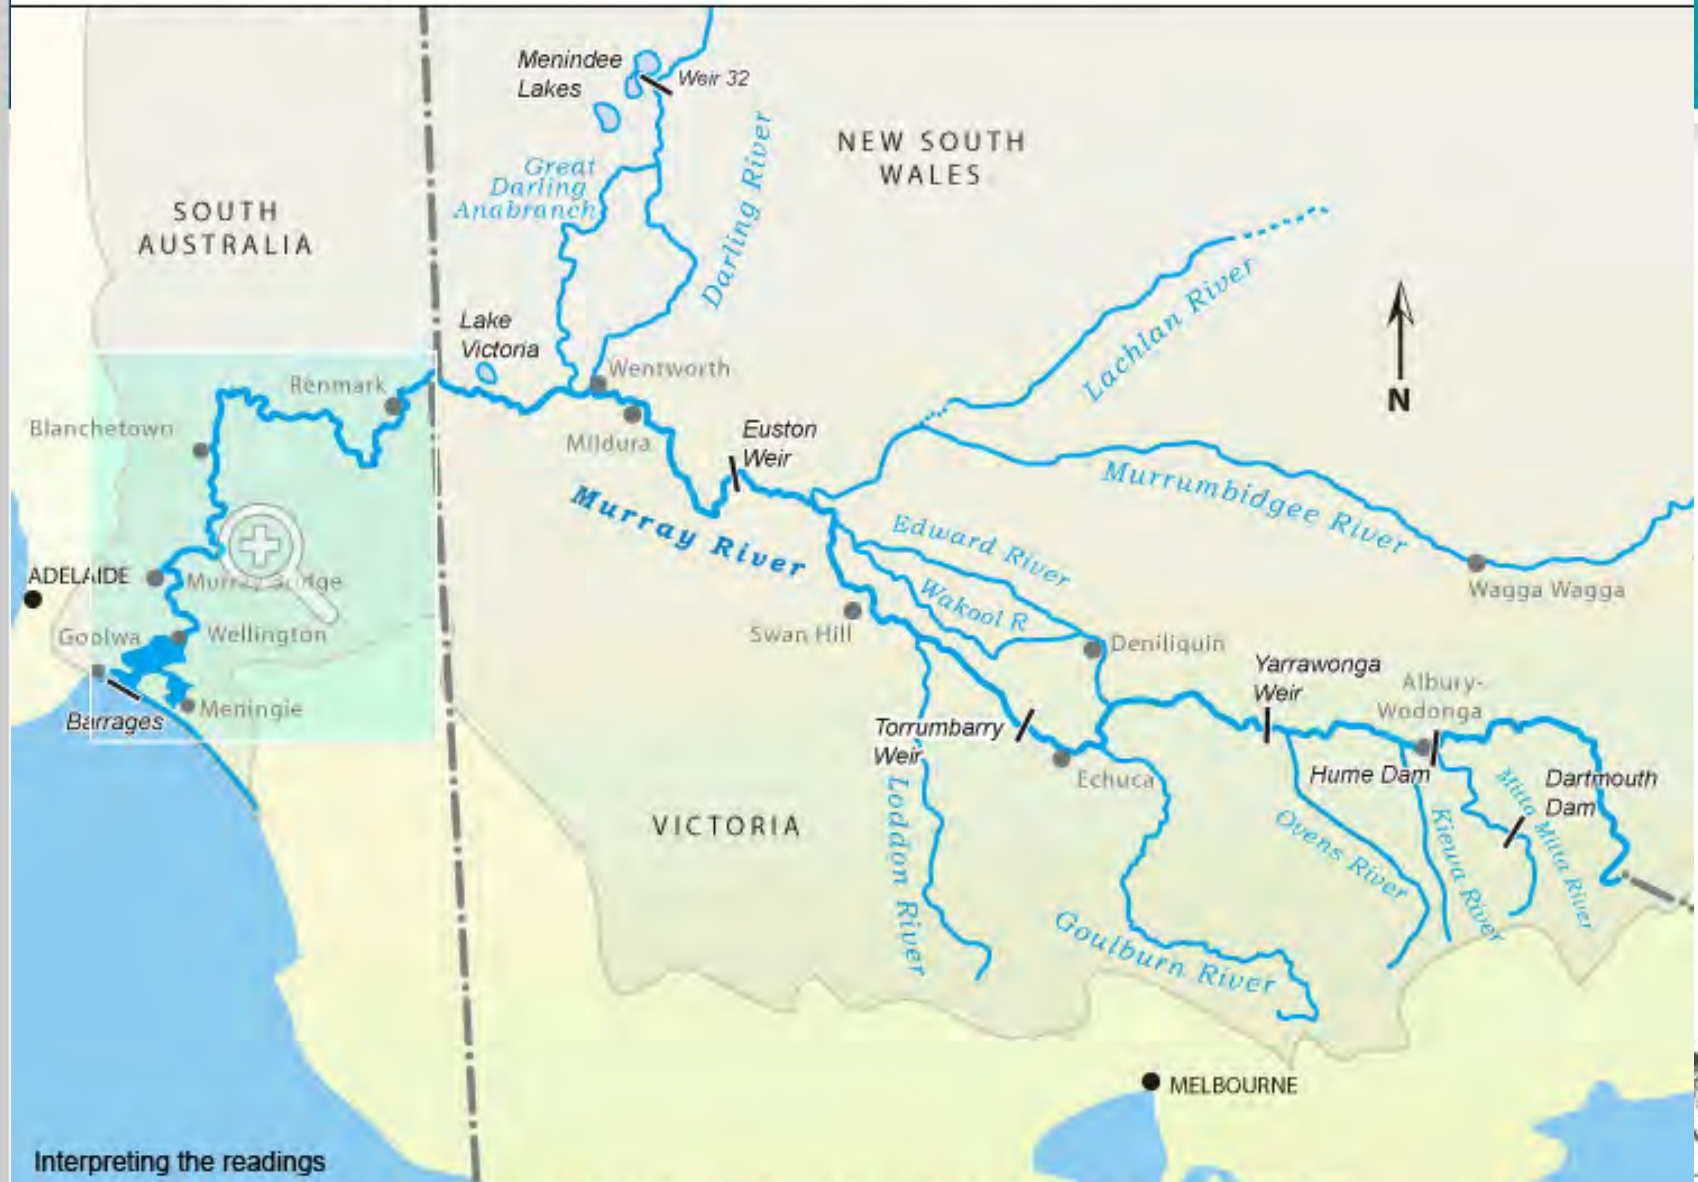 Menindee
Lakes
Weir 32
NEW SOUTH
WALES
Great
Darling
Anabranch
Darling River
SOUTH
AUSTRALIA
Lachlan River
Lake
Victoria
Wentworth
Renmark
N
Blanchetown
Mildura
Euston
Weir
Murrumbidgee River
Murray River
Edward River
ADELAIDE
Murray Bridge
Wakool R
Wagga Wagga
Goolwa
Wellington
Swan Hill
Deniliquin
Yarrawonga
Weir
Albury-
Wodonga
Meningie
Barrages
Torrumbarry
Weir
Echuca
Hume Dam
Dartmouth
Dam
Mitta Mitta River
VICTORIA
Loddon River
Ovens River
Kiewa River
Goulburn River
MELBOURNE
Interpreting the readings